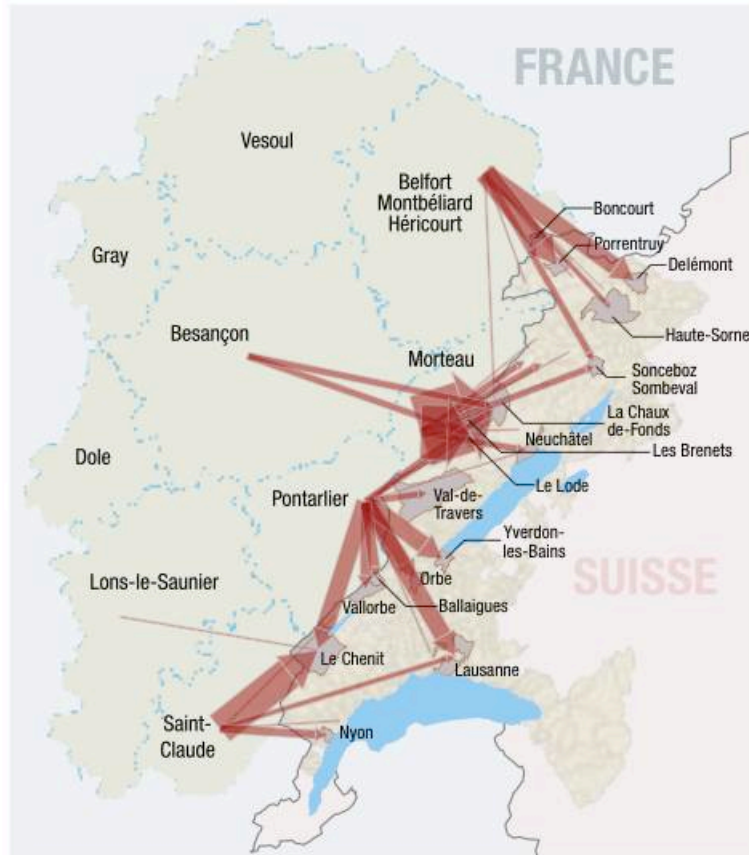 FRANCE
Vesoul
Belfort
Montbéliard
Héricourt
Boncourt
Porrentruy
Gray
Delémont
Besançon
Haute-Sorne
Morteau
Sonceboz
Sombeval
La Chaux
de-Fonds
Neuchâtel
Les Brenets
Dole
Le Lode
Pontarlier
Val-de-
Travers
Yverdon-
les-Bains
Lons-le-Saunier
Orbe
SUISSE
Vallorbe
Ballaigues
Le Chenit
Lausanne
Saint-
Claude
Nyon